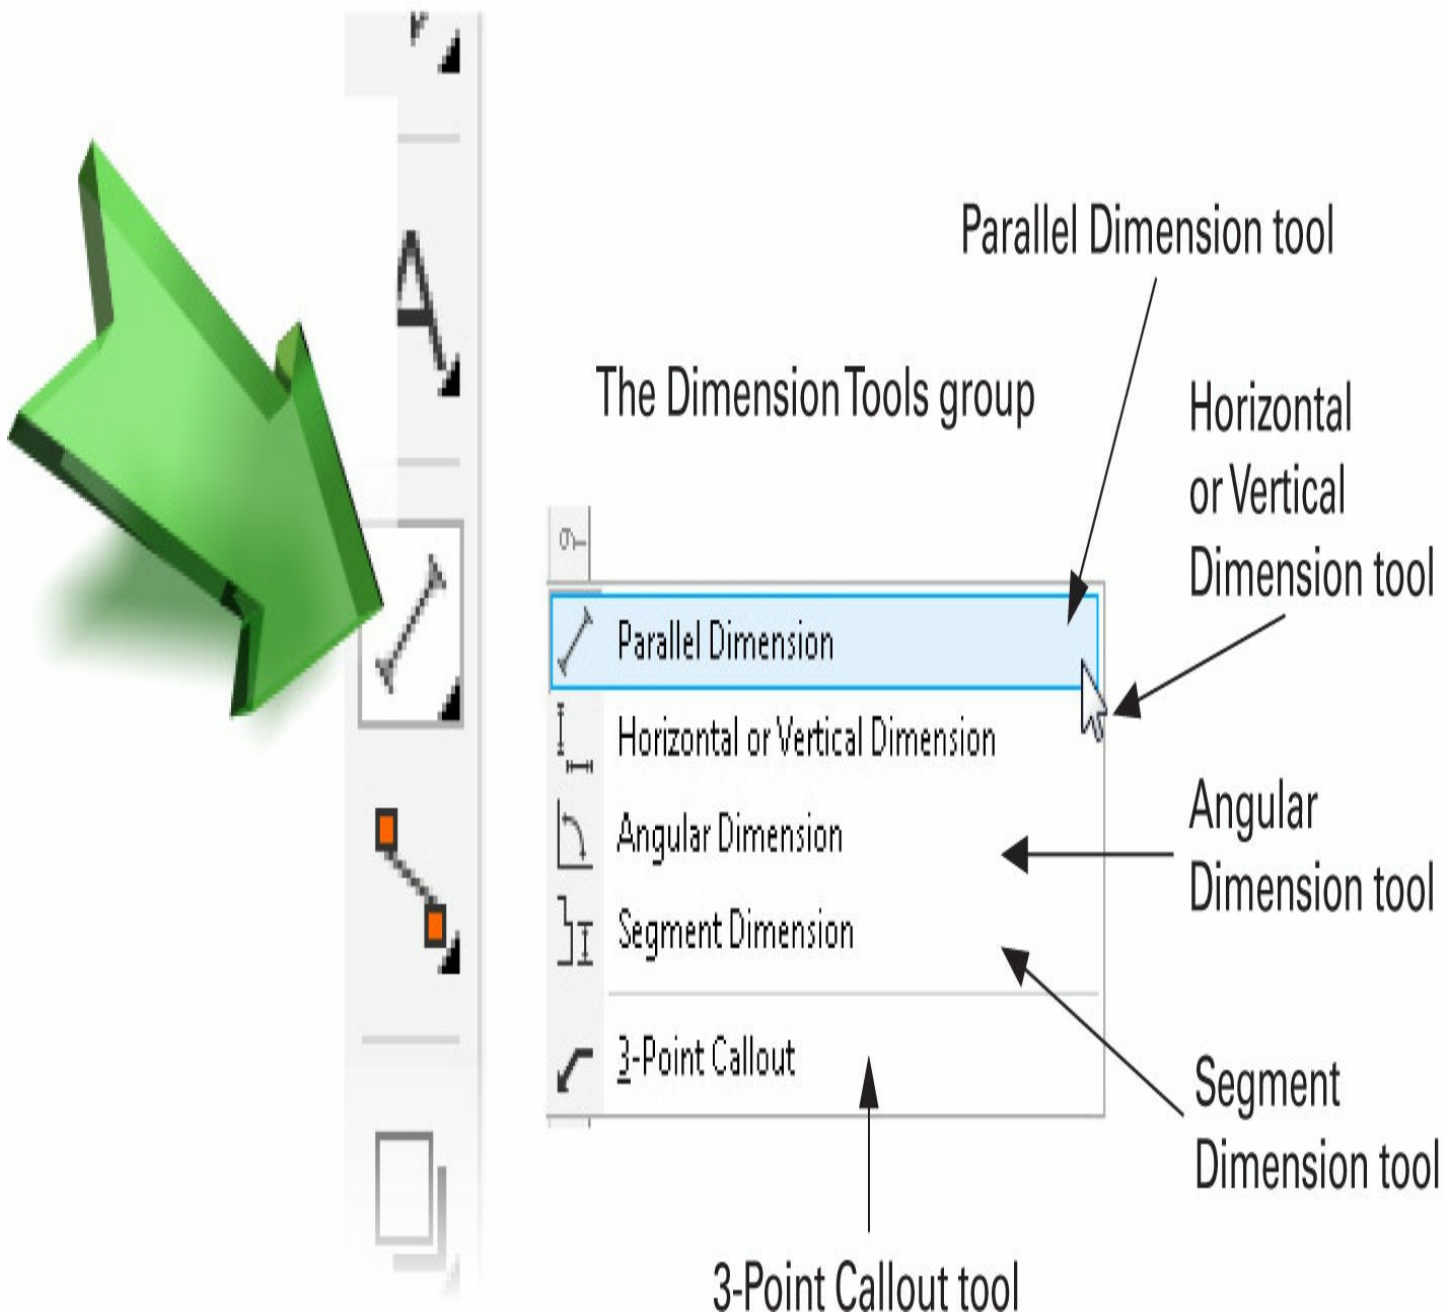 Parallel Dimension tool
The Dimension Tools group
Horizontal
or Vertical
Dimension tool
Parallel Dimension
Horizontal or Vertical Dimension
Angular Dimension
Segment Dimension
3-Point Callout
Angular
Dimension tool
Segment
Dimension tool
3-Point Callout tool